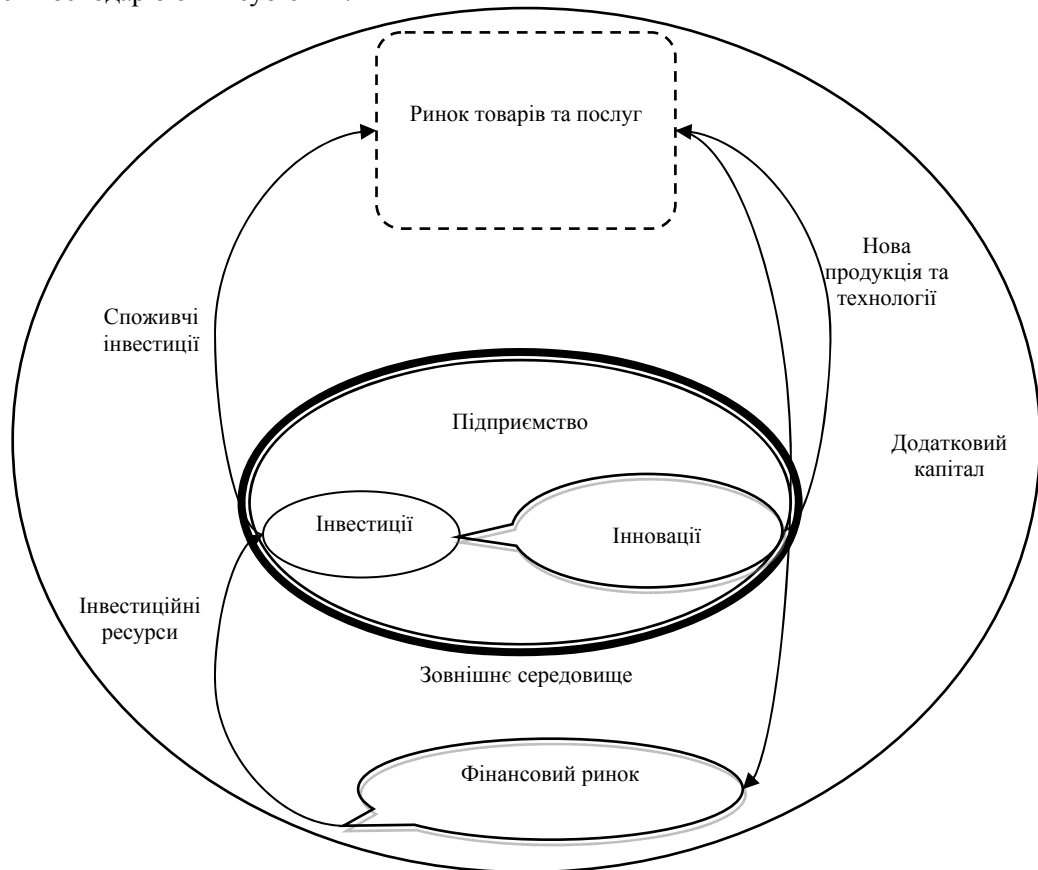 Ринок товарів та послуг
Нова
продукція та
технології
Споживчі
інвестиції
Підприємство
Додатковий
капітал
Інвестиції
Інновації
Інвестиційні
ресурси
Зовнішнє середовище
Фінансовий ринок